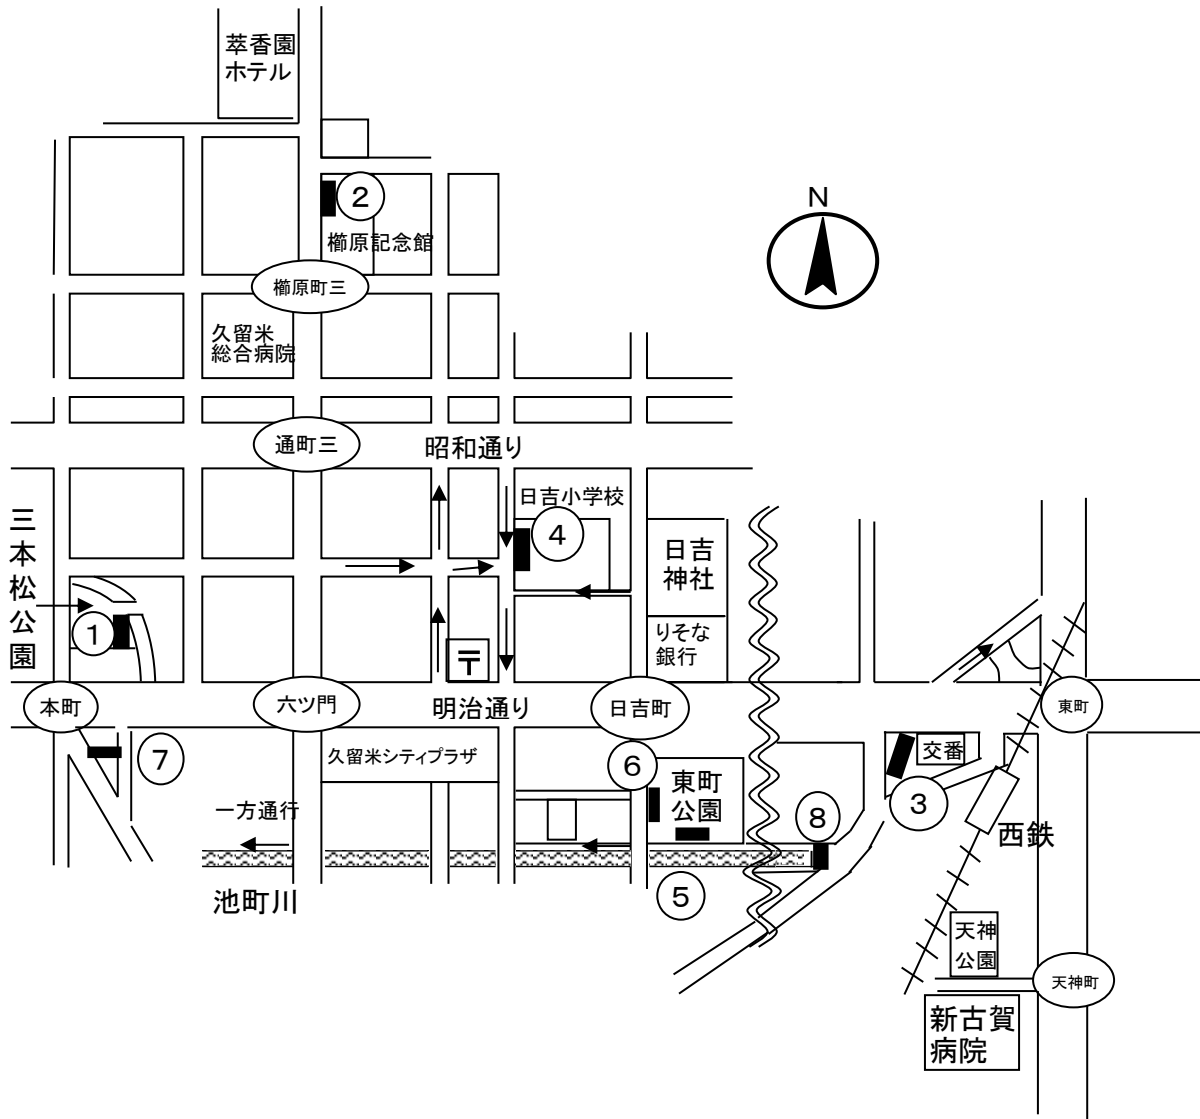 萃香園
ホテル
N
2
櫛原記念館
櫛原町三
久留米
総合病院
通町三
昭和通り
日吉小学校
4
三本松公園
日吉
神社
1
りそな
銀行
〒
本町
六ツ門
明治通り
日吉町
東町
7
久留米シティプラザ
6
東町
公園
交番
3
8
一方通行
西鉄
池町川
5
天神
公園
天神町
新古賀
病院